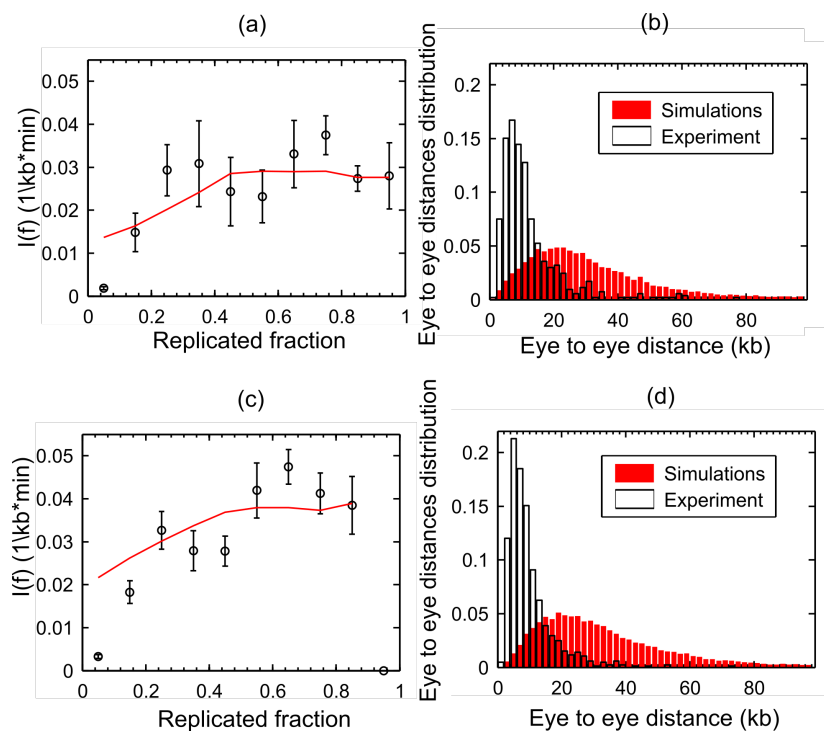 (a)
I(f) (1\kb*min)
0.05
0.04
0.03
0.02
0.01
0
0 0.2 0.4 0.6 0.8 1
Replicated fraction
(b)
Eye to eye distances distribution
0.2
0.15
0.1
0.05
0
Simulations
Experiment
0 20 40 60 80
Eye to eye distance (kb)
(c)
I(f) (1\kb*min)
0.05
0.04
0.03
0.02
0.01
0
0 0.2 0.4 0.6 0.8 1
Replicated fraction
(d)
Eye to eye distances distribution
0.2
0.15
0.1
0.05
0
Simulations
Experiment
0 20 40 60 80
Eye to eye distance (kb)